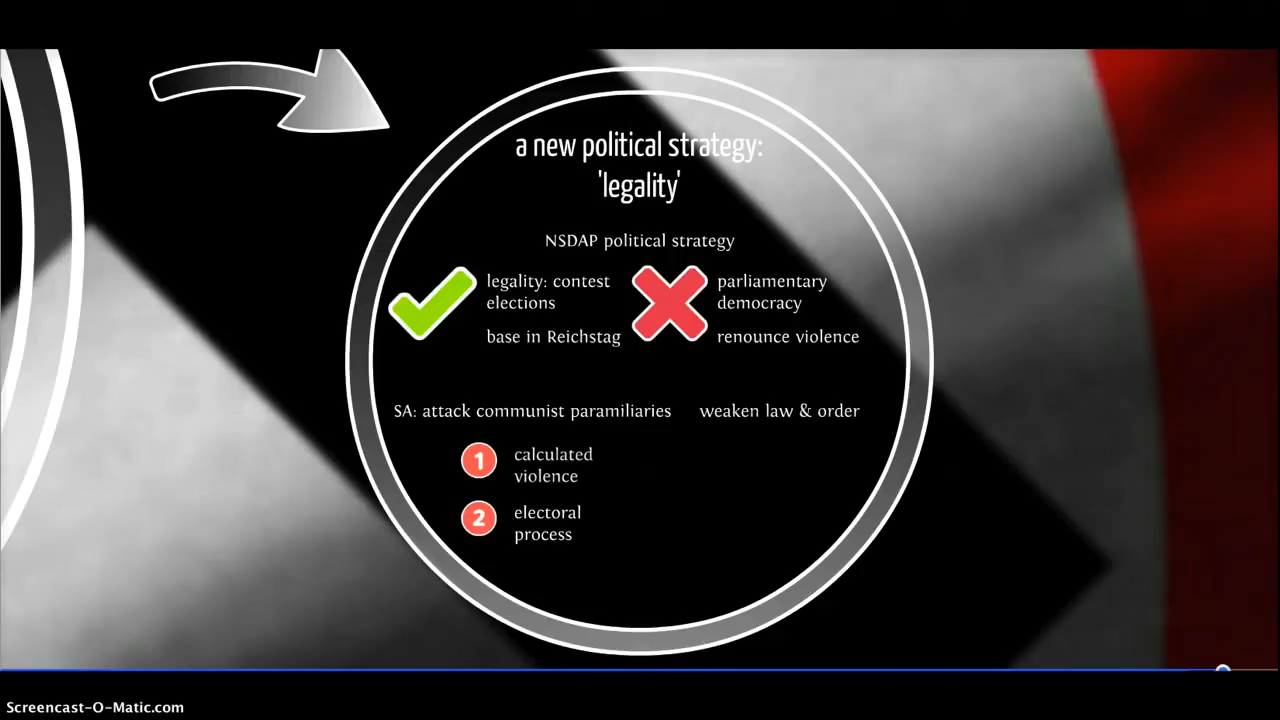 a new political strategy:
'legality'
NSDAP political strategy
legality: contest
elections
base in Reichstag
parliamentary
democracy
renounce violence
SA: attack communist paramiliaries
weaken law & order
1 calculated
violence
2 electoral
process
Screencast-O-Matic.com